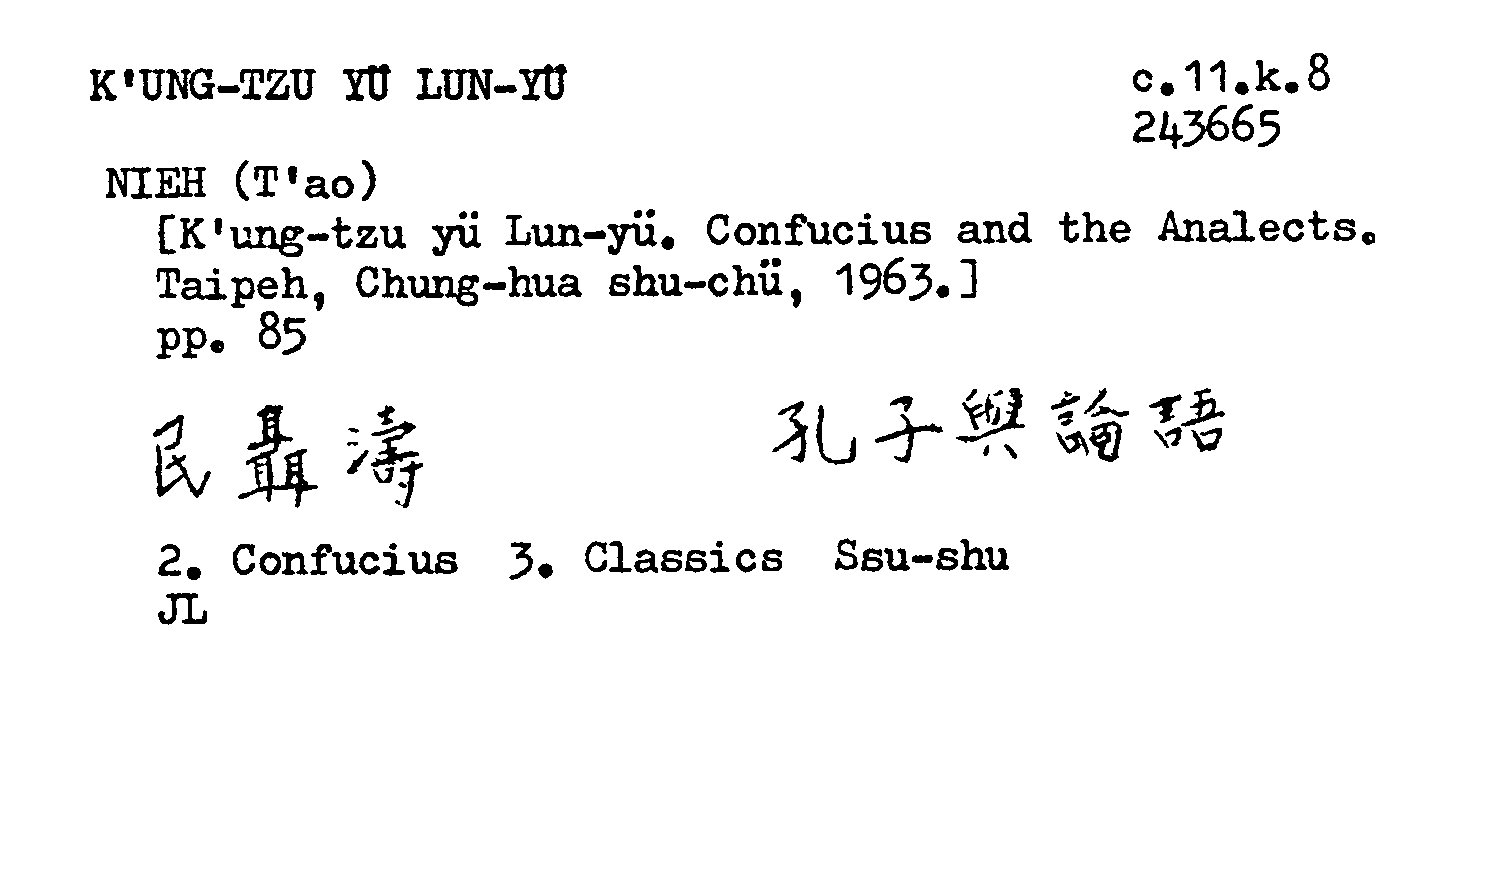 K'UNG-TZU YÜ LUN-YÜ
c.11.k.8
243665
NIEH (T'ao)
[K'ung-tzu yü Lun-yü. Confucius and the Analects.
Taipeh, Chung-hua shu-chü, 1963.]
pp. 85
民聶濤
孔子與論語
2. Confucius 3. Classics Ssu-shu
JL